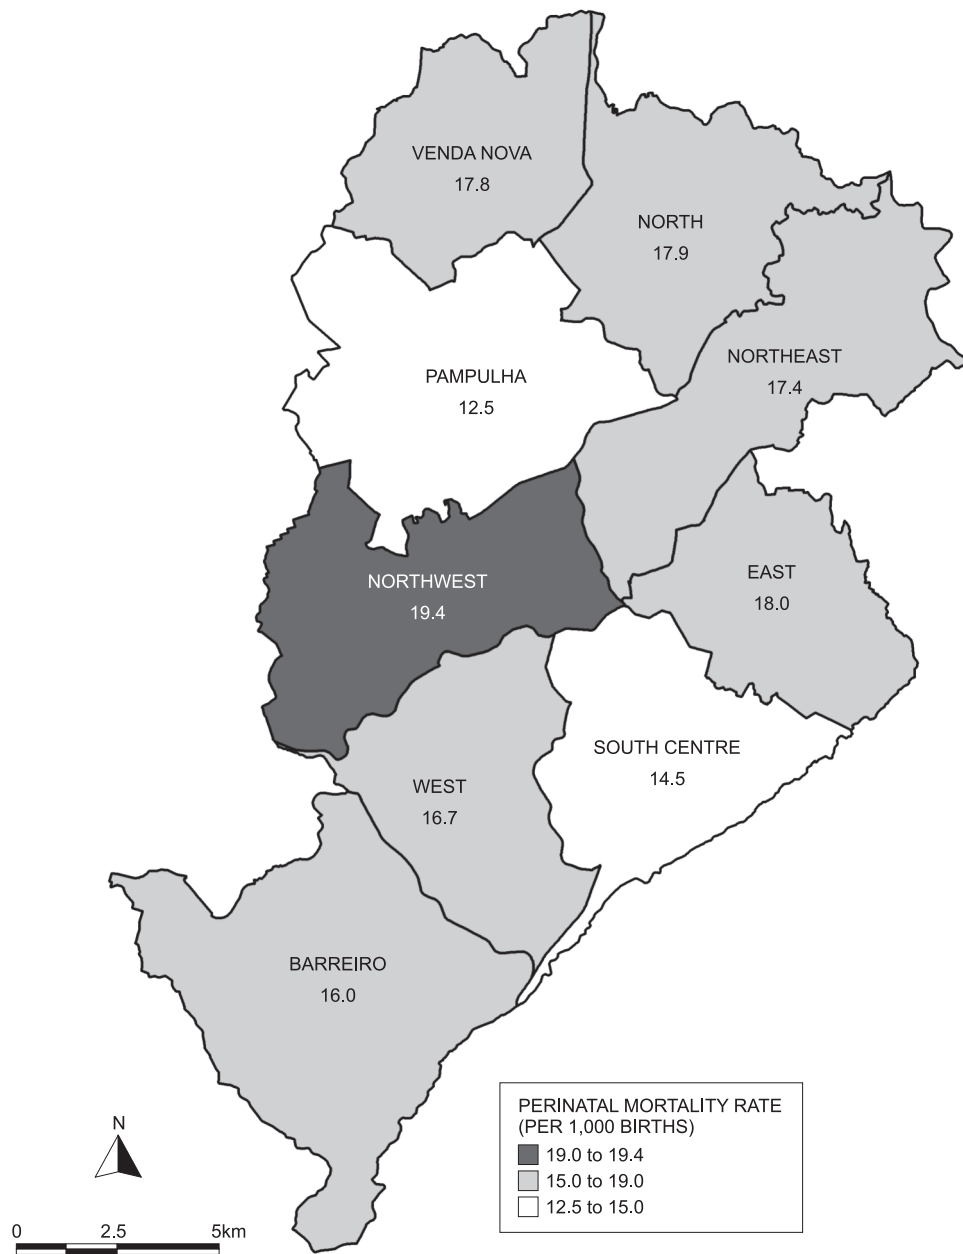 VENDA NOVA
17.8
NORTH
17.9
NORTHEAST
17.4
PAMPULHA
12.5
NORTHWEST
19.4
EAST
18.0
SOUTH CENTRE
14.5
WEST
16.7
BARREIRO
16.0
PERINATAL MORTALITY RATE
(PER 1,000 BIRTHS)
19.0 to 19.4
15.0 to 19.0
12.5 to 15.0
N
0 2.5 5km